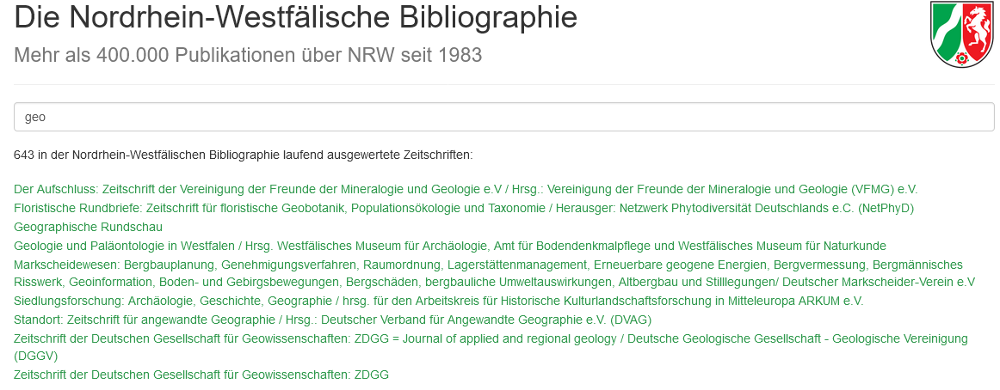 Die Nordrhein-Westfälische Bibliographie
Mehr als 400.000 Publikationen über NRW seit 1983
geo
643 in der Nordrhein-Westfälischen Bibliographie laufend ausgewertete Zeitschriften:
Der Aufschluss: Zeitschrift der Vereinigung der Freunde der Mineralogie und Geologie e.V / Hrsg.: Vereinigung der Freunde der Mineralogie und Geologie (VFMG) e.V.
Floristische Rundbriefe: Zeitschrift für floristische Geobotanik, Populationsökologie und Taxonomie / Herausger: Netzwerk Phytodiversität Deutschlands e.C. (NetPhyD)
Geographische Rundschau
Geologie und Paläontologie in Westfalen / Hrsg. Westfälisches Museum für Archäologie, Amt für Bodendenkmalpflege und Westfälisches Museum für Naturkunde
Markscheidewesen: Bergbauplanung, Genehmigungsverfahren, Raumordnung, Lagerstättenmanagement, Erneuerbare geogene Energien, Bergvermessung, Bergmännisches
Risswerk, Geoinformation, Boden- und Gebirgsbewegungen, Bergschäden, bergbauliche Umweltauswirkungen, Altbergbau und Stilllegungen/ Deutscher Markscheider-Verein e.V
Siedlungsforschung: Archäologie, Geschichte, Geographie / hrsg. für den Arbeitskreis für Historische Kulturlandschaftsforschung in Mitteleuropa ARKUM e.V.
Standort: Zeitschrift für angewandte Geographie / Hrsg.: Deutscher Verband für Angewandte Geographie e.V. (DVAG)
Zeitschrift der Deutschen Gesellschaft für Geowissenschaften: ZDGG = Journal of applied and regional geology / Deutsche Geologische Gesellschaft - Geologische Vereinigung
(DGGV)
Zeitschrift der Deutschen Gesellschaft für Geowissenschaften: ZDGG